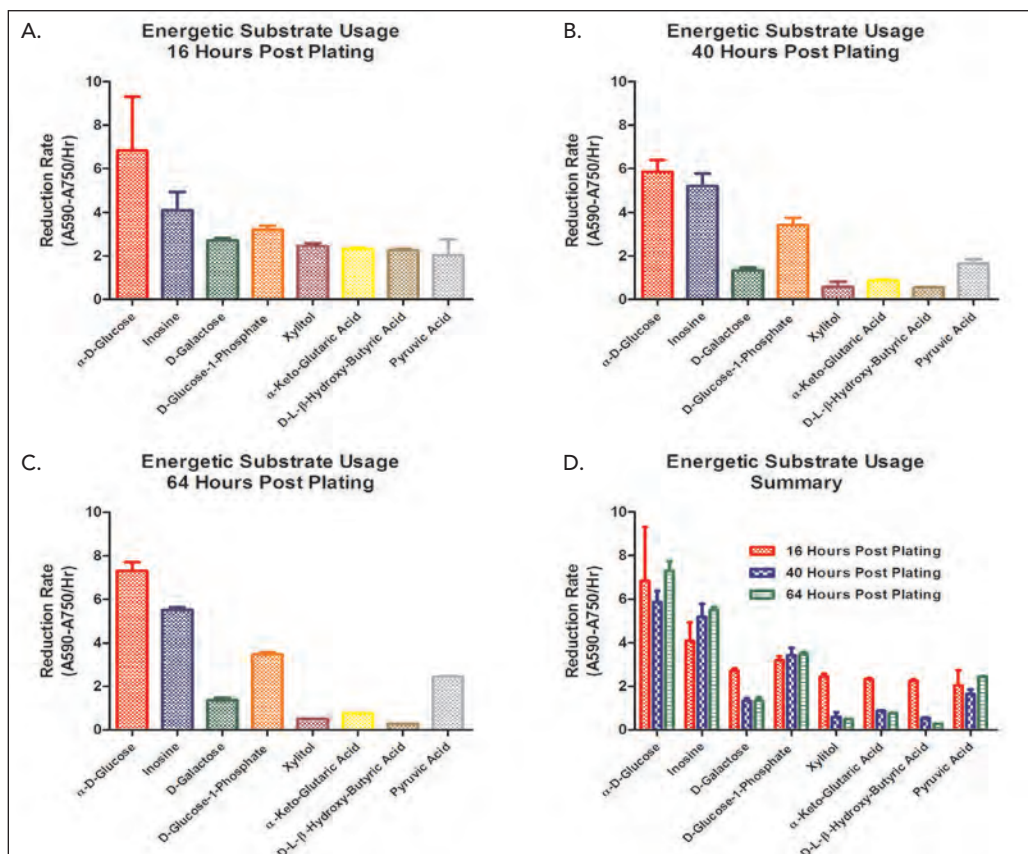 A.
Energetic Substrate Usage
16 Hours Post Plating
Reduction Rate
(A590-A750/Hr)
10
8
6
4
2
0
α-D-Glucose
Inosine
D-Galactose
D-Glucose-1-Phosphate
Xylitol
α-Keto-Glutaric Acid
D-L-β-Hydroxy-Butyric Acid
Pyruvic Acid
B.
Energetic Substrate Usage
40 Hours Post Plating
Reduction Rate
(A590-A750/Hr)
10
8
6
4
2
0
α-D-Glucose
Inosine
D-Galactose
D-Glucose-1-Phosphate
Xylitol
α-Keto-Glutaric Acid
D-L-β-Hydroxy-Butyric Acid
Pyruvic Acid
C.
Energetic Substrate Usage
64 Hours Post Plating
Reduction Rate
(A590-A750/Hr)
10
8
6
4
2
0
α-D-Glucose
Inosine
D-Galactose
D-Glucose-1-Phosphate
Xylitol
α-Keto-Glutaric Acid
D-L-β-Hydroxy-Butyric Acid
Pyruvic Acid
D.
Energetic Substrate Usage
Summary
Reduction Rate
(A590-A750/Hr)
10
8
6
4
2
0
16 Hours Post Plating
40 Hours Post Plating
64 Hours Post Plating
α-D-Glucose
Inosine
D-Galactose
D-Glucose-1-Phosphate
Xylitol
α-Keto-Glutaric Acid
D-L-β-Hydroxy-Butyric Acid
Pyruvic Acid